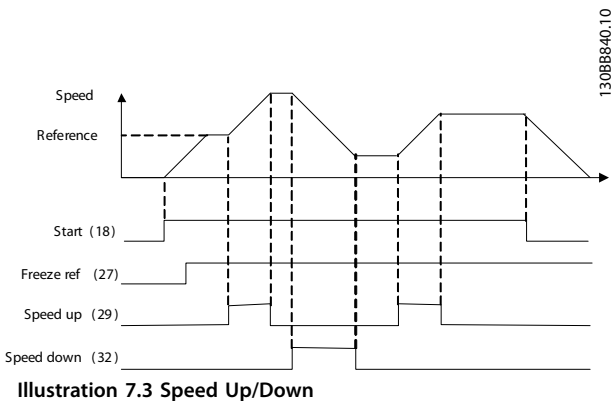 130BB840.10
Speed
Reference
Start (18)
Freeze ref (27)
Speed up (29)
Speed down (32)
Illustration 7.3 Speed Up/Down